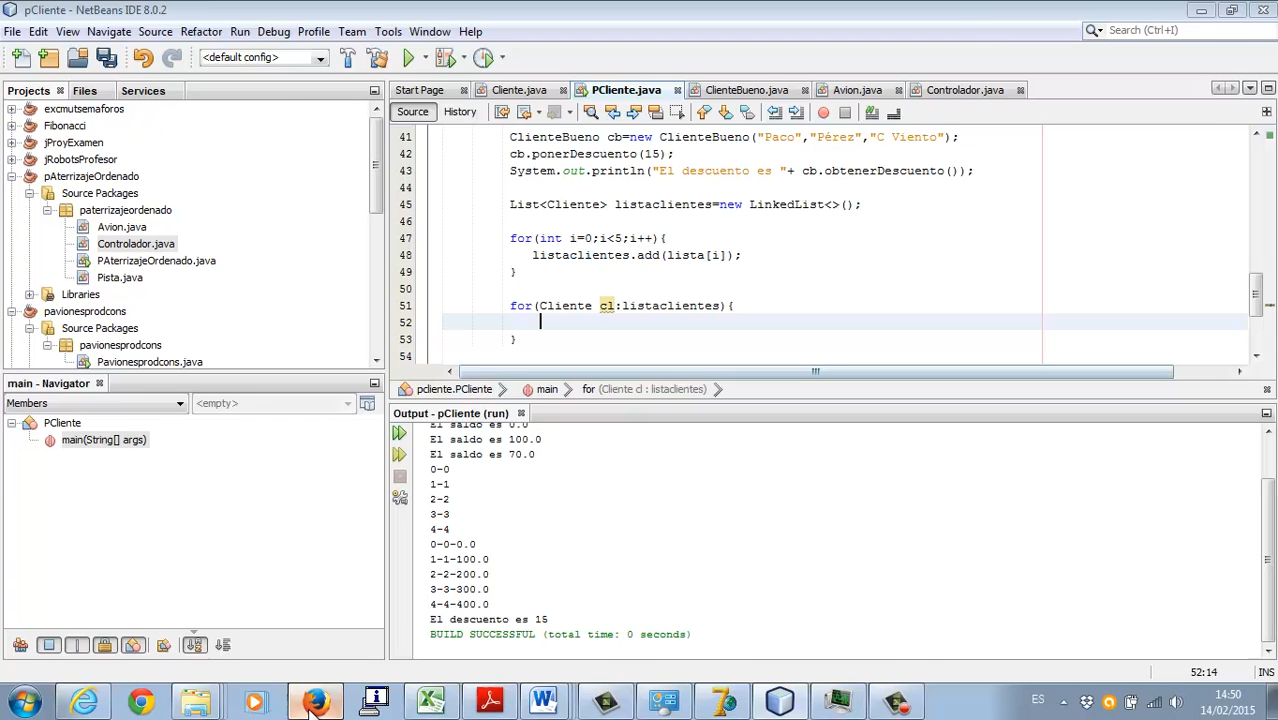 pCliente - NetBeans IDE 8.0.2
File Edit View Navigate Source Refactor Run Debug Profile Team Tools Window Help
Search (Ctrl+I)
<default config>
Projects Files Services
Start Page Cliente.java PCliente.java ClienteBueno.java Avion.java Controlador.java
Source History
excmutsemaforos
Fibonacci
jProyExamen
jRobotsProfesor
pAterrizajeOrdenado
Source Packages
paterrizajeordenado
Avion.java
Controlador.java
PAterrizajeOrdenado.java
Pista.java
Libraries
pavionesprodcons
Source Packages
pavionesprodcons
PavionesProdcons.java
41 ClienteBueno cb=new ClienteBueno("Paco","Pérez","C Viento");
42 cb.ponerDescuento(15);
43 System.out.println("El descuento es "+ cb.obtenerDescuento());
44
45 List<Cliente> listaclientes=new LinkedList<>();
46
47 for(int i=0;i<5;i++){
48 listaclientes.add(lista[i]);
49 }
50
51 for(Cliente cl:listaclientes){
52
53 }
54
pcliente.PCliente main for (Cliente cl : listaclientes)
main - Navigator
Members <empty>
PCliente
main(String[] args)
Output - pCliente (run)
El saldo es 0.0
El saldo es 100.0
El saldo es 70.0
0-0
1-1
2-2
3-3
4-4
0-0-0.0
1-1-100.0
2-2-200.0
3-3-300.0
4-4-400.0
El descuento es 15
BUILD SUCCESSFUL (total time: 0 seconds)
52:14 INS
ES
14:50
14/02/2015